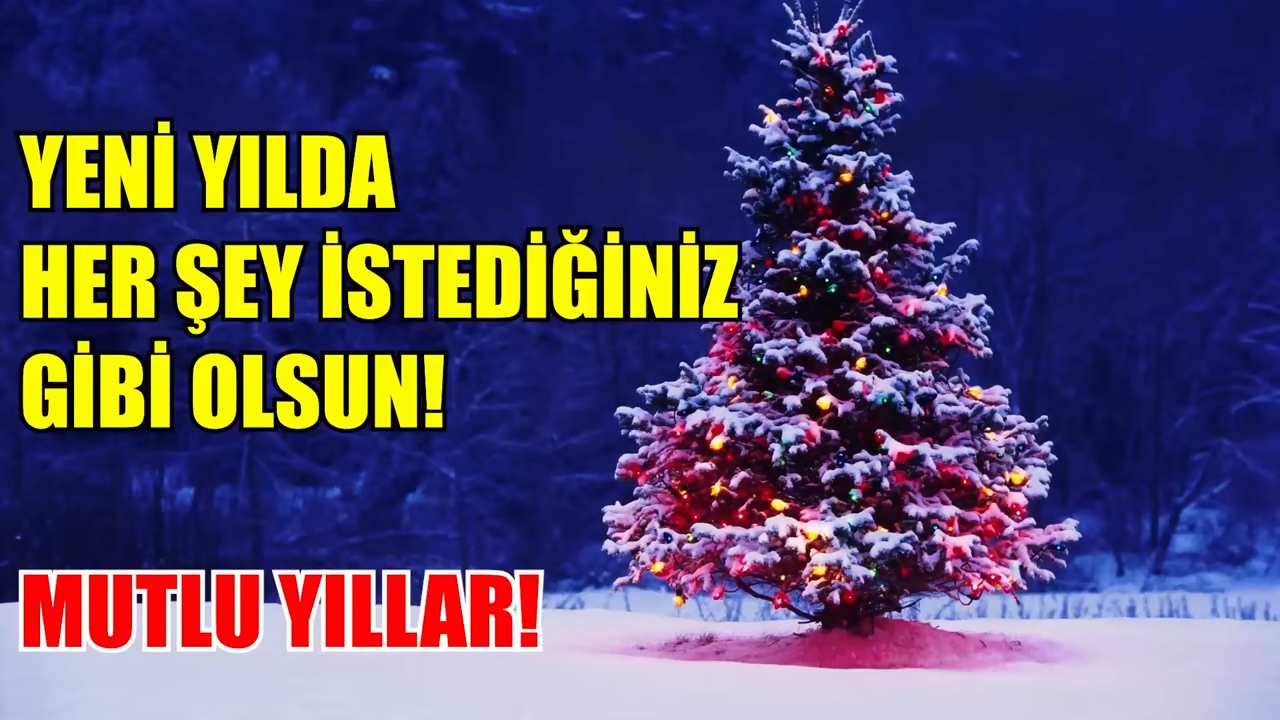 YENİ YILDA
HER ŞEY İSTEDİĞİNİZ
GİBİ OLSUN!
MUTLU YILLAR!